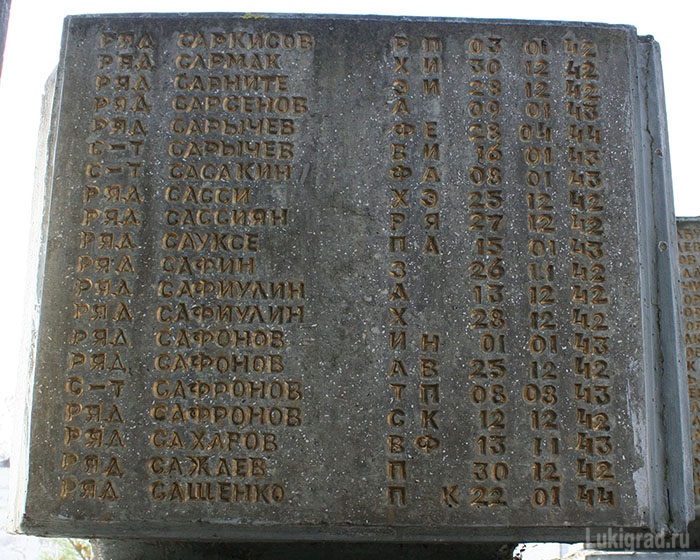 РЯД САРКИСОВ Р П 03 01 42
РЯД САРМАК Х И 30 12 42
РЯД САРНИТЕ Э И 28 12 42
РЯД САРСЕНОВ А 09 01 43
РЯД САРЫЧЕВ Ф Е 28 04 44
С-Т САРЫЧЕВ В И 16 01 43
С-Т САСАКИН Ф А 08 01 43
РЯД САССИ Х Э 25 12 42
РЯД САССИЯН Р Я 27 12 42
РЯД САУКСЕ П А 15 01 43
РЯД САФИН З 26 11 42
РЯД САФИУЛИН А 13 12 42
РЯД САФИУЛИН Х 28 12 42
РЯД САФОНОВ И Н 01 01 43
РЯД САФОНОВ А В 25 12 42
С-Т САФРОНОВ Т П 08 08 43
РЯД САФРОНОВ С К 12 12 42
РЯД САХАРОВ В Ф 13 11 43
РЯД САЖАЕВ П 30 12 42
РЯД САЩЕНКО П К 22 01 44
Lukigrad.ru